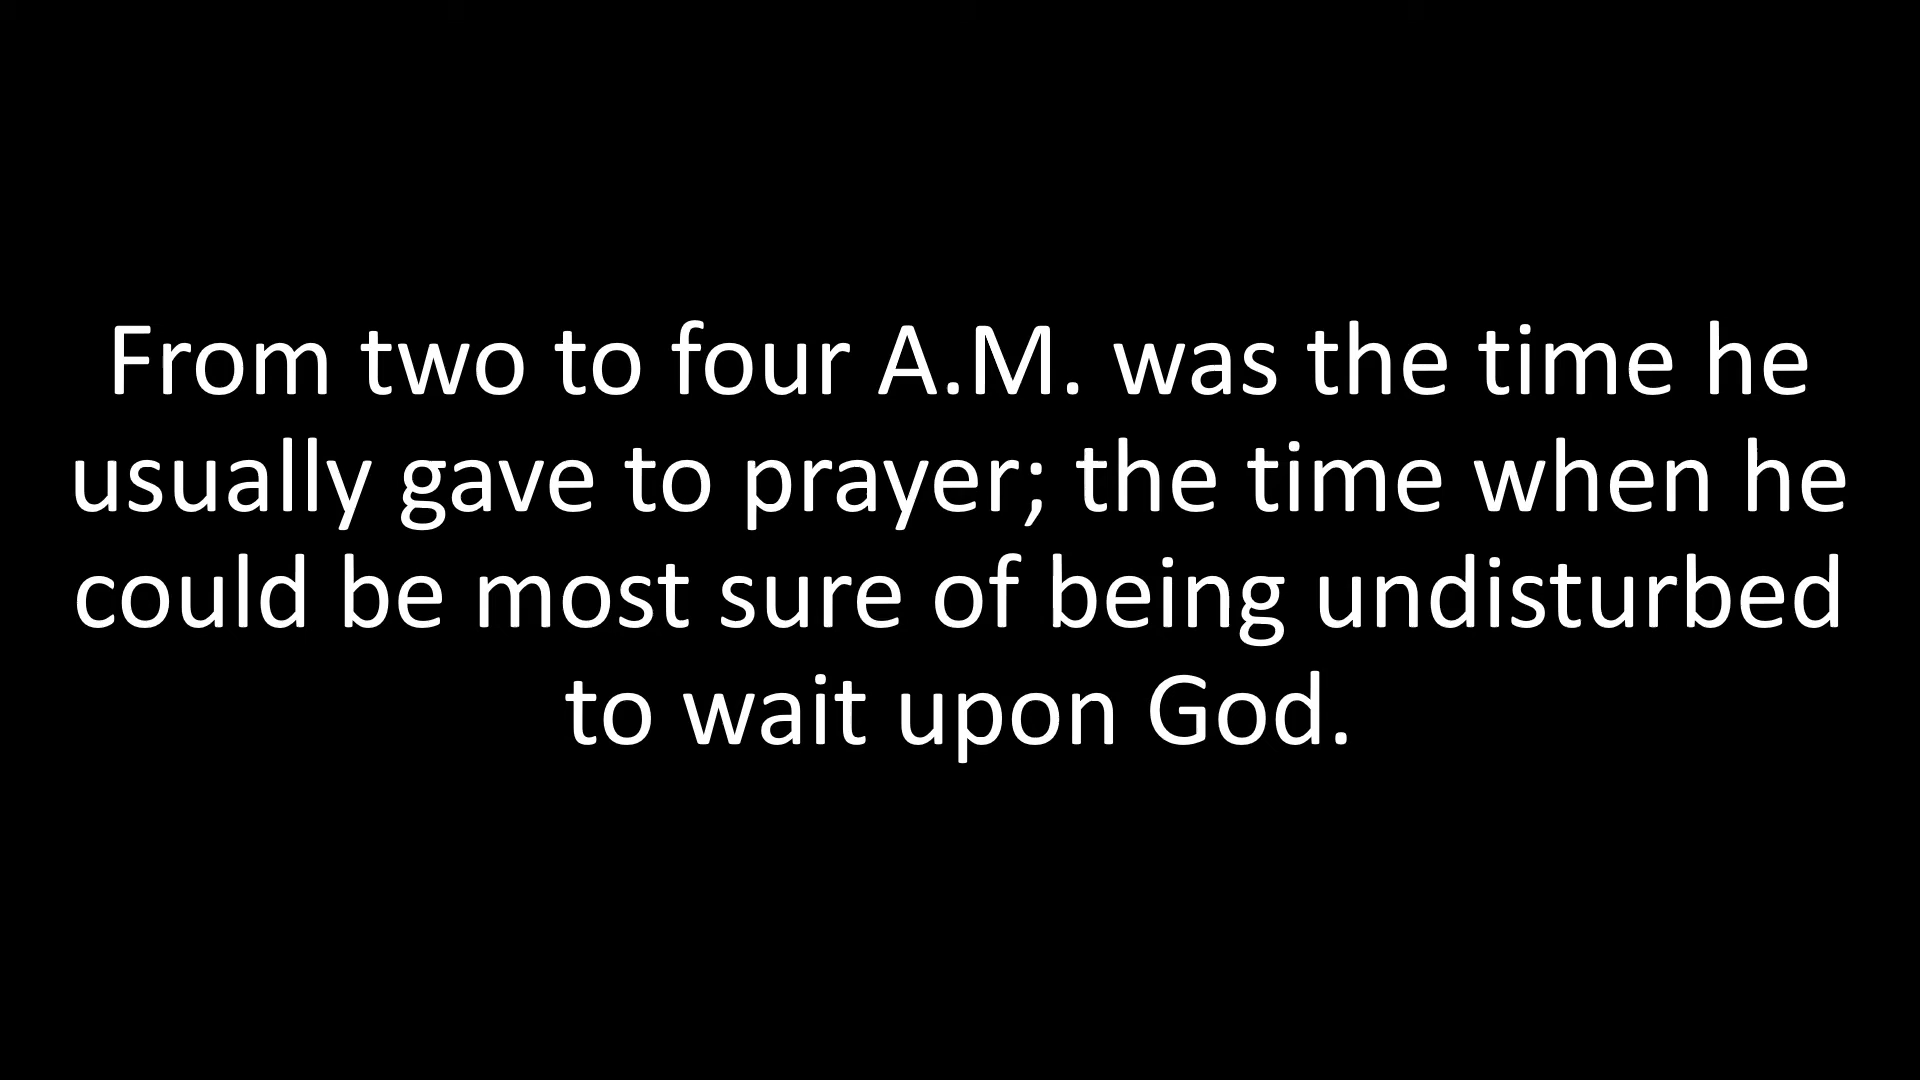 From two to four A.M. was the time he
usually gave to prayer; the time when he
could be most sure of being undisturbed
to wait upon God.